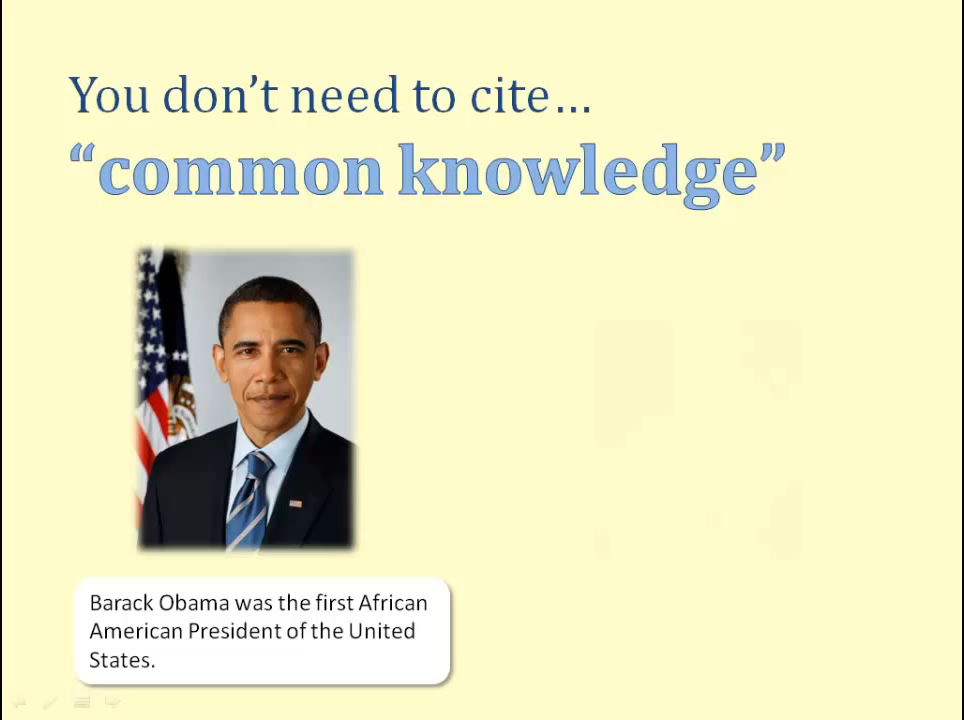 You don’t need to cite…
“common knowledge”
Barack Obama was the first African
American President of the United
States.